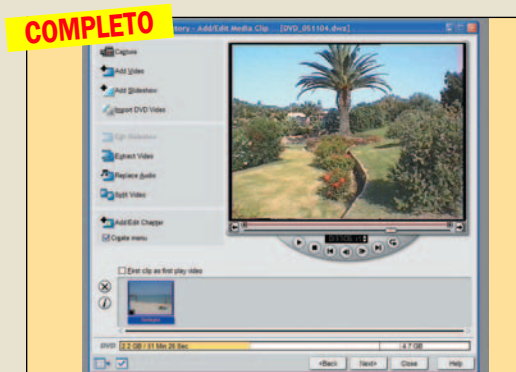 COMPLETO
tory - Add/Edit Media Clip [DVD_051104.dwz]
Capture
Add Video
Add Slideshow
Import DVD Video
Edit Slideshow
Extract Video
Replace Audio
Split Video
Add/Edit Chapter
Create menu
First clip as first play video
DVD 2.2 GB / 51 Min 26 Sec 4.7 GB
<Back Next> Close Help